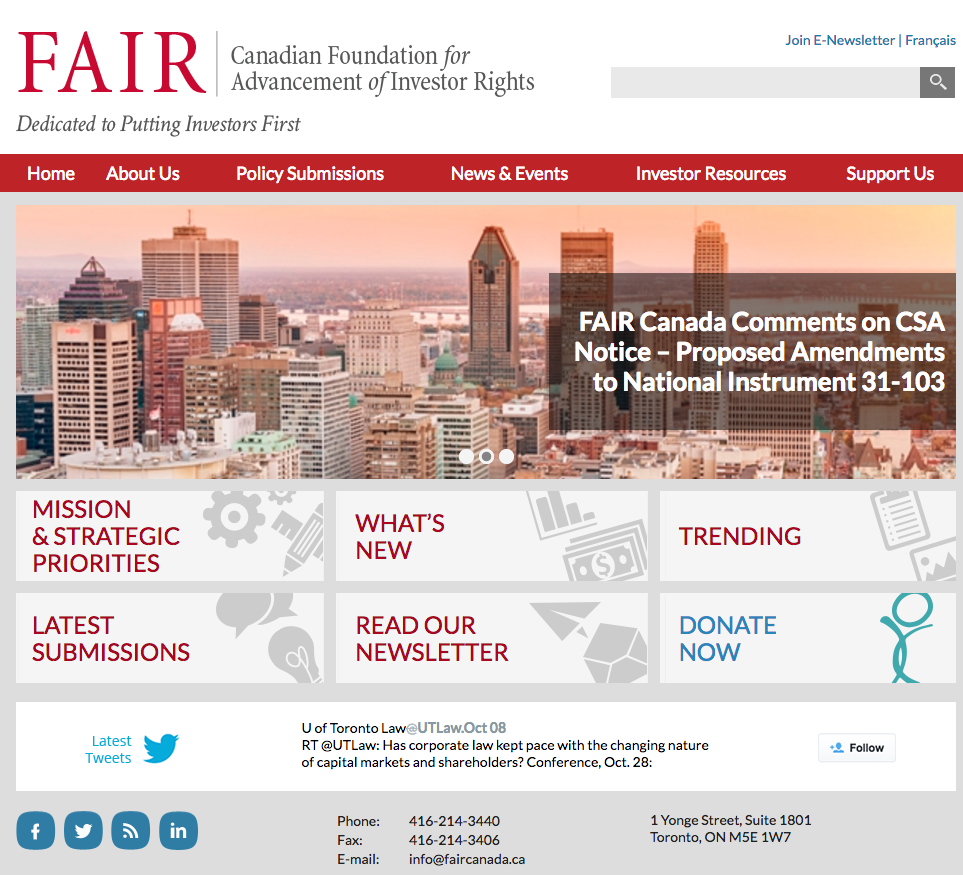 FAIR
Canadian Foundation for
Advancement of Investor Rights
Dedicated to Putting Investors First
Join E-Newsletter | Français
Home About Us Policy Submissions News & Events Investor Resources Support Us
FAIR Canada Comments on CSA
Notice – Proposed Amendments
to National Instrument 31-103
MISSION
& STRATEGIC
PRIORITIES
WHAT'S
NEW
TRENDING
LATEST
SUBMISSIONS
READ OUR
NEWSLETTER
DONATE
NOW
Latest
Tweets
U of Toronto Law@UTLaw.Oct 08
RT @UTLaw: Has corporate law kept pace with the changing nature
of capital markets and shareholders? Conference, Oct. 28:
Follow
Phone: 416-214-3440
Fax: 416-214-3406
E-mail: info@faircanada.ca
1 Yonge Street, Suite 1801
Toronto, ON M5E 1W7